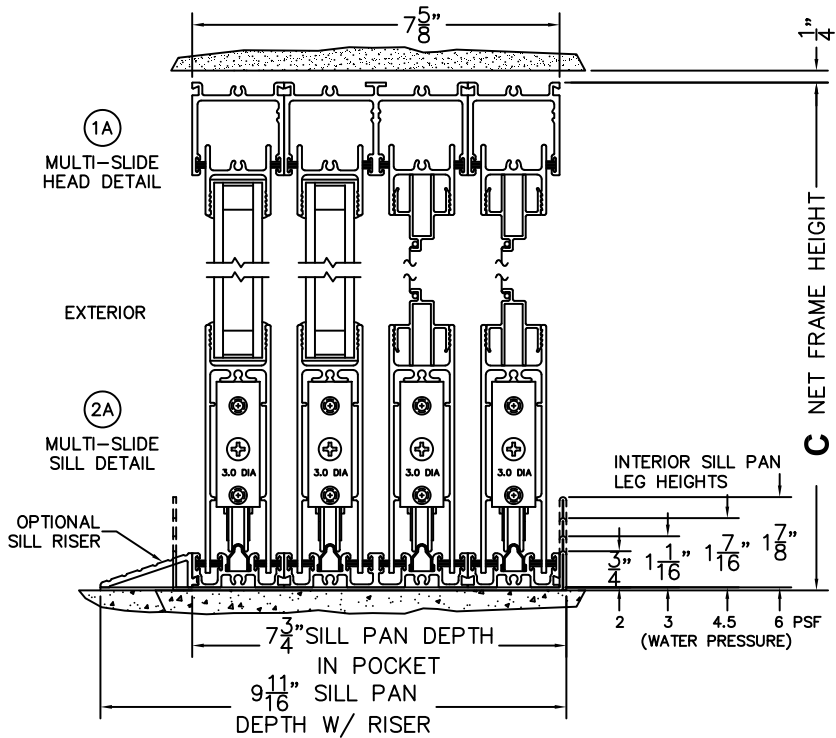 7 5/8"
1/4"
1A
MULTI-SLIDE
HEAD DETAIL
EXTERIOR
C NET FRAME HEIGHT
2A
MULTI-SLIDE
SILL DETAIL
3.0 DIA
3.0 DIA
3.0 DIA
3.0 DIA
INTERIOR SILL PAN
LEG HEIGHTS
OPTIONAL
SILL RISER
3/4"
1 1/16"
1 7/16"
1 7/8"
2 3 4.5 6 PSF
(WATER PRESSURE)
7 3/4" SILL PAN DEPTH
IN POCKET
9 11/16" SILL PAN
DEPTH W/ RISER